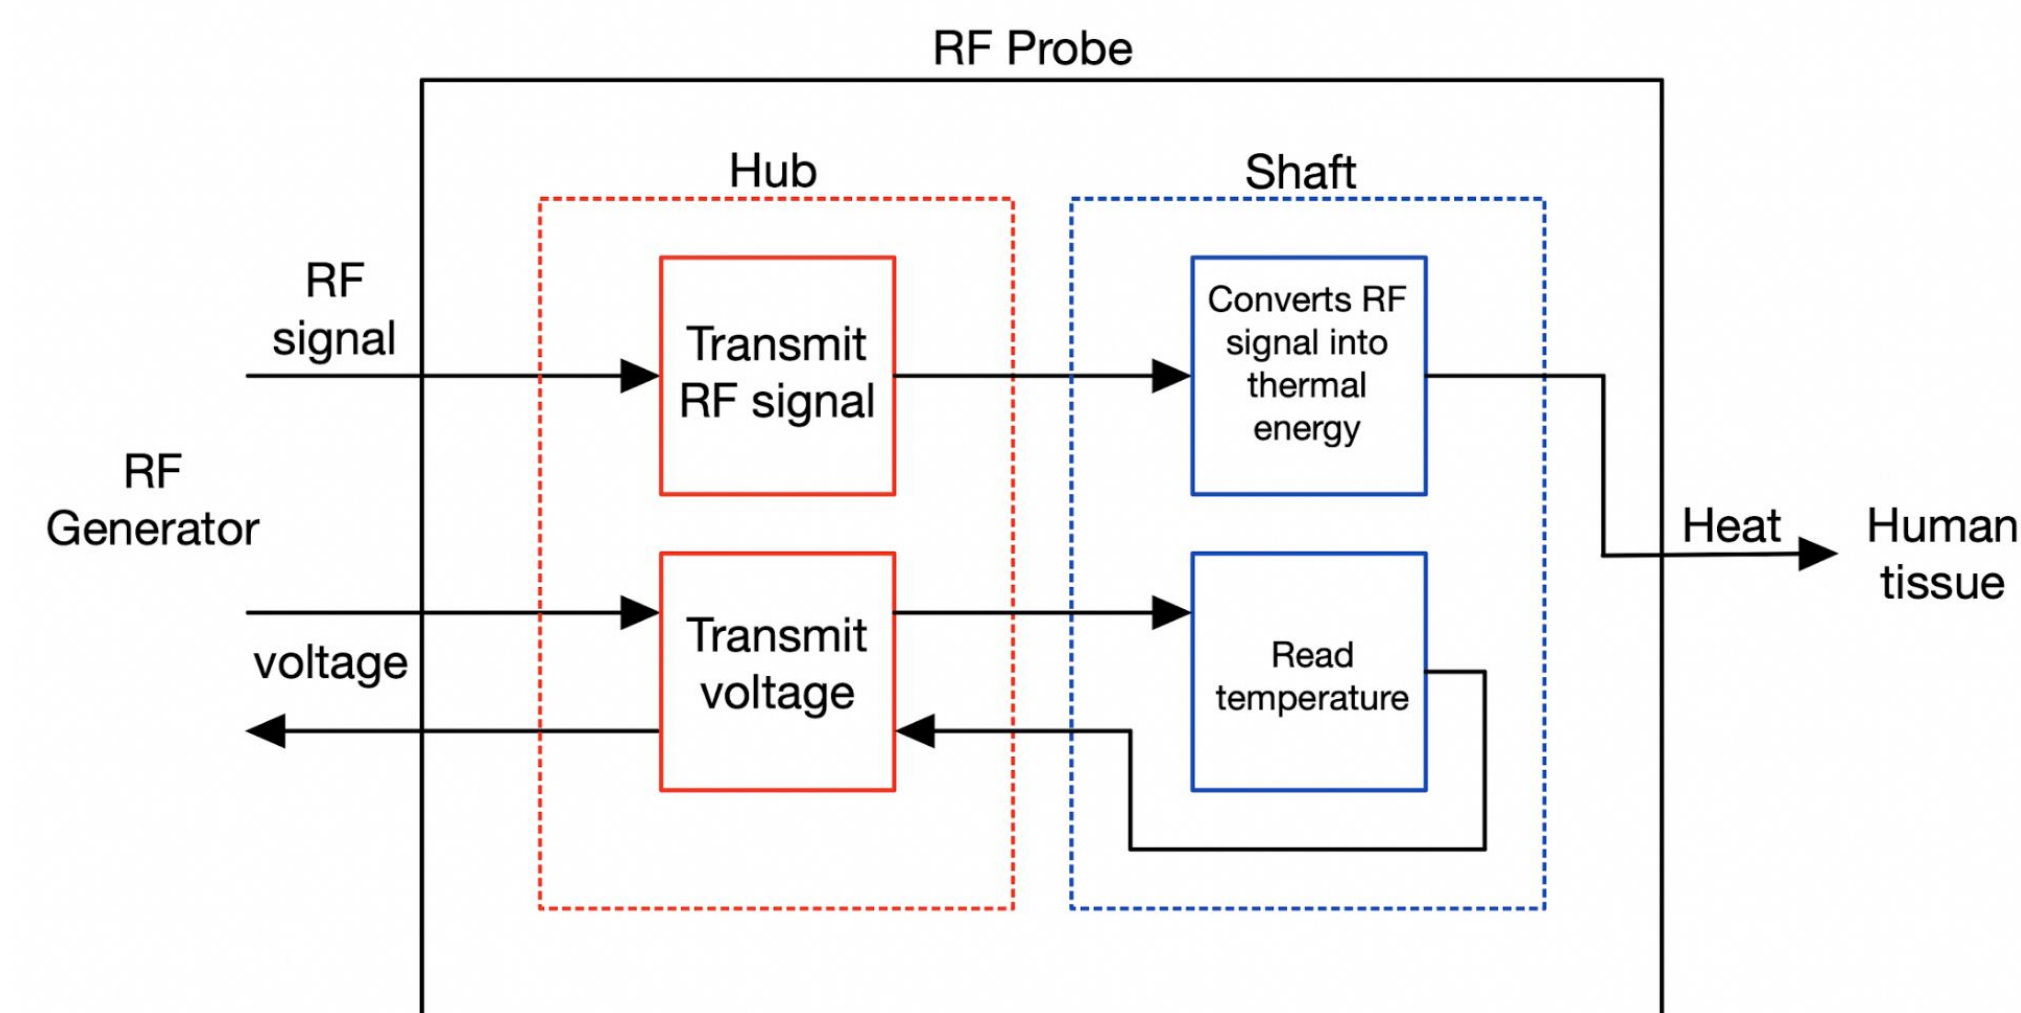 RF Probe
Hub
Shaft
RF
signal
Transmit
RF signal
Converts RF
signal into
thermal
energy
RF
Generator
Heat
Human
tissue
voltage
Transmit
voltage
Read
temperature